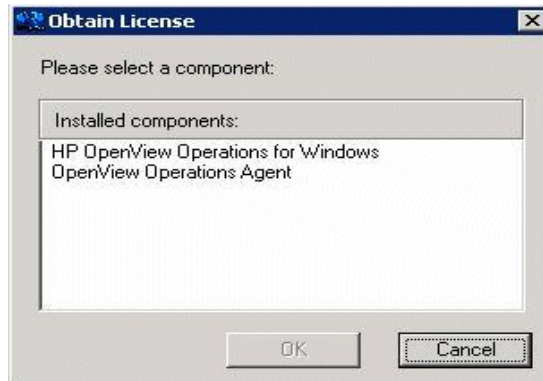 Obtain License
Please select a component:
Installed components:
HP OpenView Operations for Windows
OpenView Operations Agent
OK
Cancel